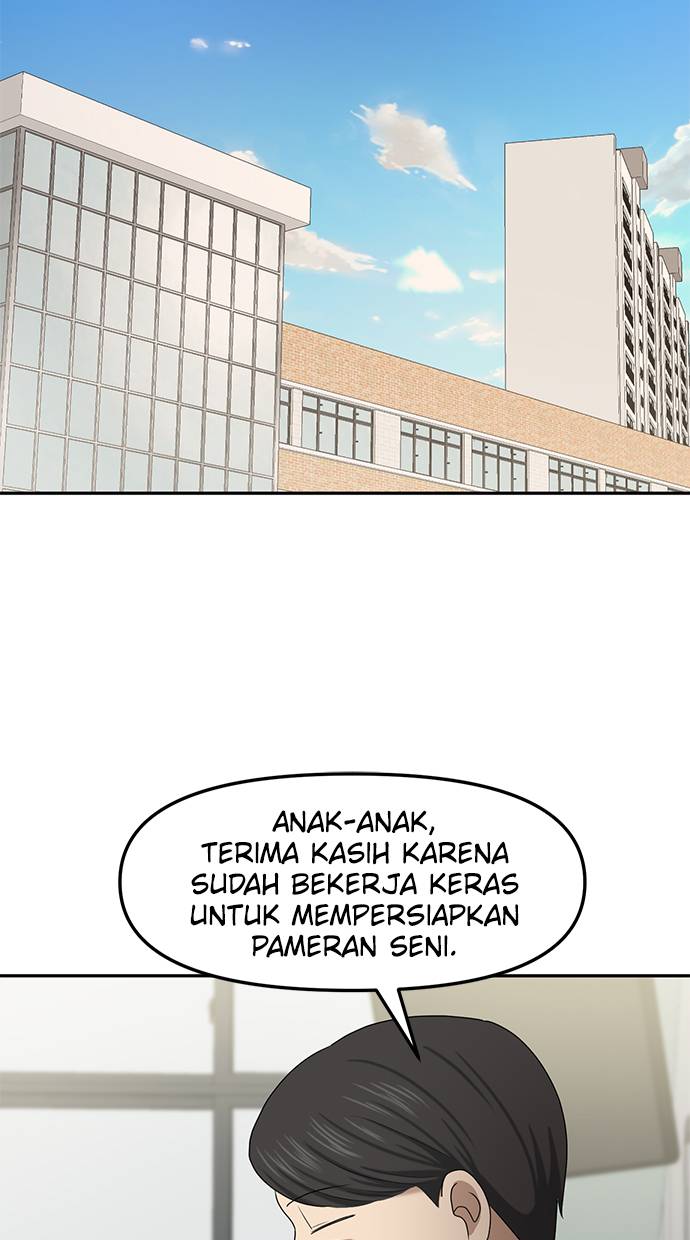 ANAK-ANAK,
TERIMA KASIH KARENA
SUDAH BEKERJA KERAS
UNTUK MEMPERSIAPKAN
PAMERAN SENI.